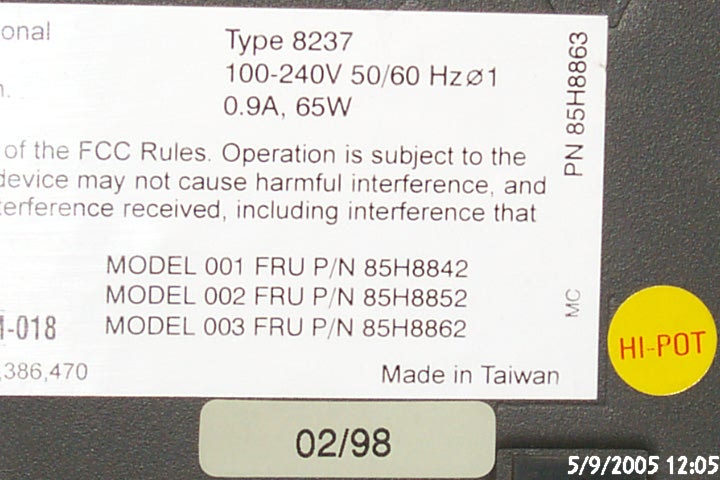 onal
Type 8237
100-240V 50/60 Hz⌀1
0.9A, 65W
of the FCC Rules. Operation is subject to the
device may not cause harmful interference, and
terference received, including interference that
MODEL 001 FRU P/N 85H8842
MODEL 002 FRU P/N 85H8852
-018 MODEL 003 FRU P/N 85H8862
,386,470
Made in Taiwan
PN 85H8863
MC
HI-POT
02/98
5/9/2005 12:05